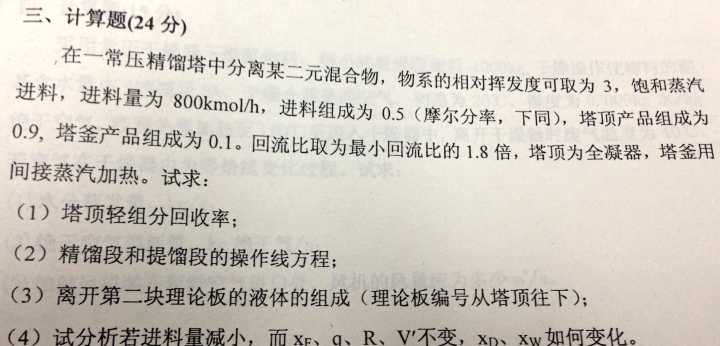 三、计算题(24 分)
在一常压精馏塔中分离某二元混合物，物系的相对挥发度可取为 3，饱和蒸汽
进料，进料量为 800kmol/h，进料组成为 0.5（摩尔分率，下同），塔顶产品组成为
0.9, 塔釜产品组成为 0.1。回流比取为最小回流比的 1.8 倍，塔顶为全凝器，塔釜用
间接蒸汽加热。试求：
（1）塔顶轻组分回收率；
（2）精馏段和提馏段的操作线方程；
（3）离开第二块理论板的液体的组成（理论板编号从塔顶往下）；
（4）试分析若进料量减小，而 xF、q、R、V′不变，xD、xW 如何变化。